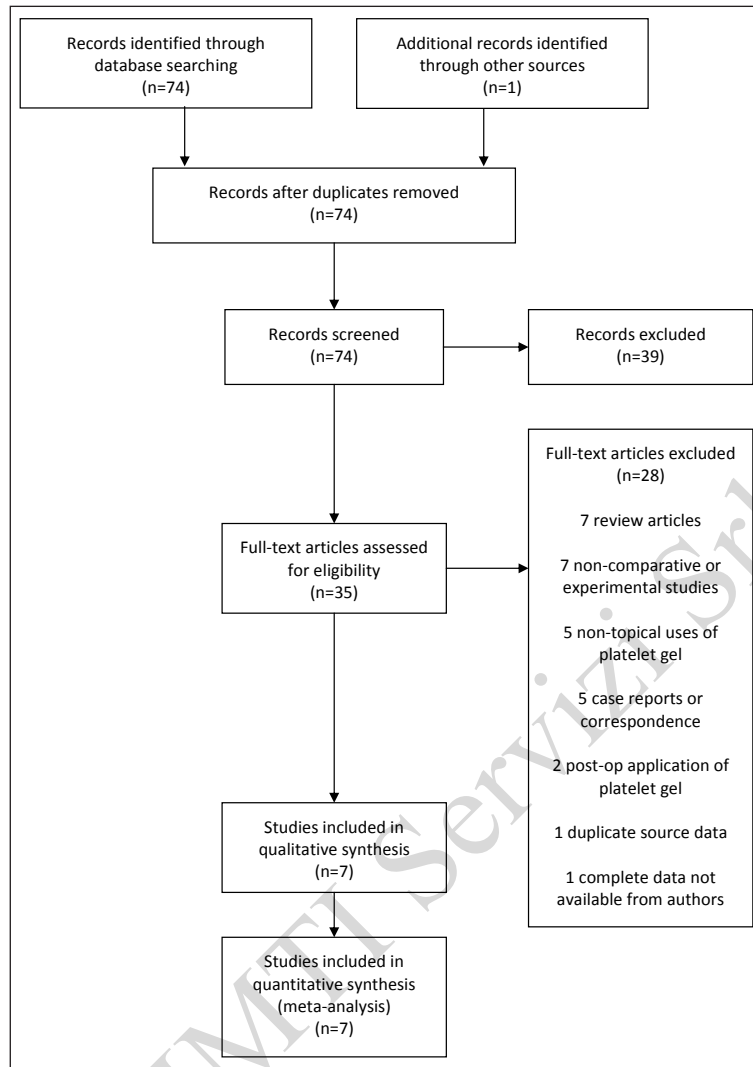 Records identified through
database searching
(n=74)
Additional records identified
through other sources
(n=1)
Records after duplicates removed
(n=74)
Records screened
(n=74)
Records excluded
(n=39)
Full-text articles assessed
for eligibility
(n=35)
Full-text articles excluded
(n=28)
7 review articles
7 non-comparative or
experimental studies
5 non-topical uses of
platelet gel
5 case reports or
correspondence
2 post-op application of
platelet gel
1 duplicate source data
1 complete data not
available from authors
Studies included in
qualitative synthesis
(n=7)
Studies included in
quantitative synthesis
(meta-analysis)
(n=7)
Servizi